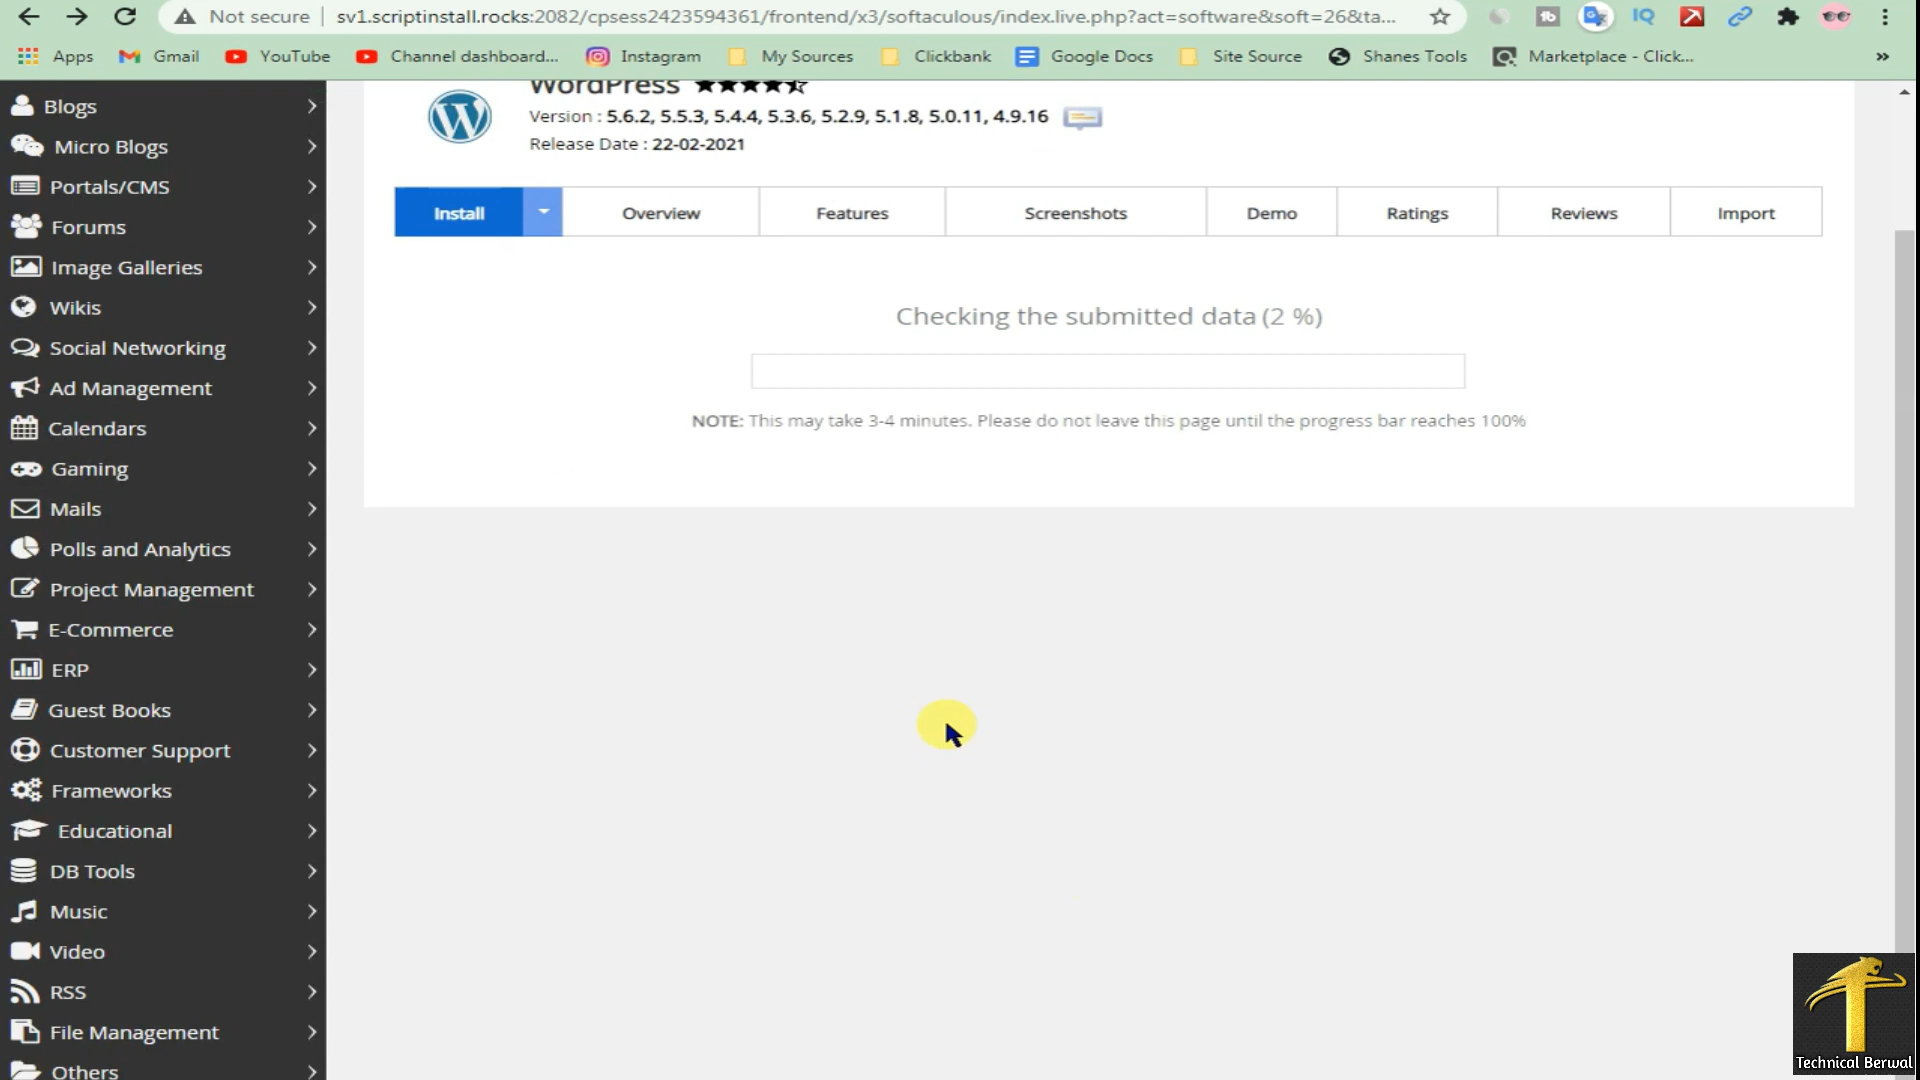 Not secure
sv1.scriptinstall.rocks:2082/cpsess2423594361/frontend/x3/softaculous/index.live.php?act=software&soft=26&ta...
Apps
Gmail
YouTube
Channel dashboard...
Instagram
My Sources
Clickbank
Google Docs
Site Source
Shanes Tools
Marketplace - Click...
»
Blogs
Micro Blogs
Portals/CMS
Forums
Image Galleries
Wikis
Social Networking
Ad Management
Calendars
Gaming
Mails
Polls and Analytics
Project Management
E-Commerce
ERP
Guest Books
Customer Support
Frameworks
Educational
DB Tools
Music
Video
RSS
File Management
Others
WordPress
Version : 5.6.2, 5.5.3, 5.4.4, 5.3.6, 5.2.9, 5.1.8, 5.0.11, 4.9.16
Release Date : 22-02-2021
Install
Overview
Features
Screenshots
Demo
Ratings
Reviews
Import
Checking the submitted data (2 %)
NOTE: This may take 3-4 minutes. Please do not leave this page until the progress bar reaches 100%
Technical Berwal